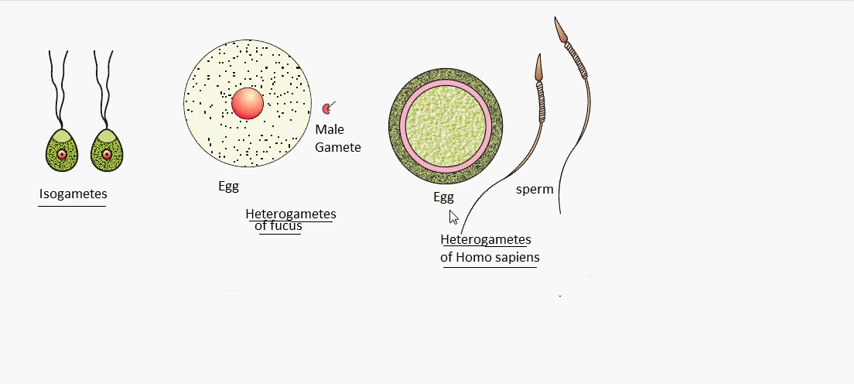 Isogametes
Egg
Male
Gamete
Heterogametes
of fucus
Egg
sperm
Heterogametes
of Homo sapiens